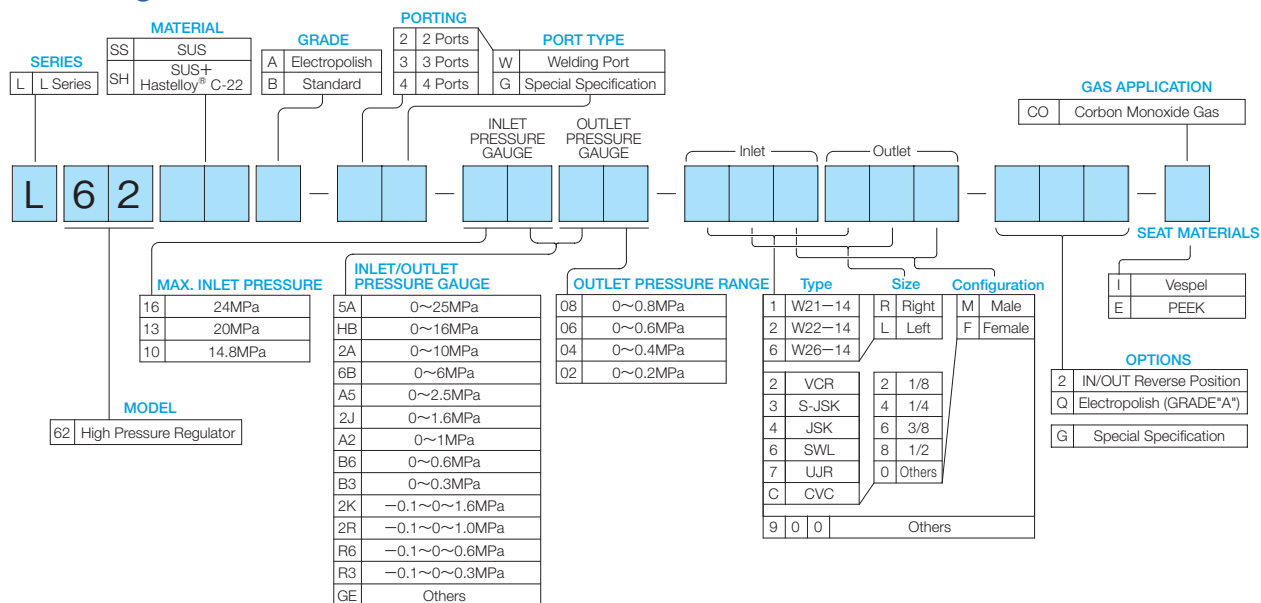 SERIES
L L Series
MATERIAL
SS SUS
SH SUS+
Hastelloy® C-22
GRADE
A Electropolish
B Standard
PORTING
2 2 Ports
3 3 Ports
4 4 Ports
PORT TYPE
W Welding Port
G Special Specification
GAS APPLICATION
CO Corbon Monoxide Gas
INLET
PRESSURE
GAUGE
OUTLET
PRESSURE
GAUGE
Inlet
Outlet
L 6 2 — — — — —
MAX. INLET PRESSURE
16 24MPa
13 20MPa
10 14.8MPa
MODEL
62 High Pressure Regulator
INLET/OUTLET
PRESSURE GAUGE
5A 0～25MPa
HB 0～16MPa
2A 0～10MPa
6B 0～6MPa
A5 0～2.5MPa
2J 0～1.6MPa
A2 0～1MPa
B6 0～0.6MPa
B3 0～0.3MPa
2K －0.1～0～1.6MPa
2R －0.1～0～1.0MPa
R6 －0.1～0～0.6MPa
R3 －0.1～0～0.3MPa
GE Others
OUTLET PRESSURE RANGE
08 0～0.8MPa
06 0～0.6MPa
04 0～0.4MPa
02 0～0.2MPa
Type Size Configuration
1 W21－14 R Right M Male
2 W22－14 L Left F Female
6 W26－14
2 VCR 2 1/8
3 S-JSK 4 1/4
4 JSK 6 3/8
6 SWL 8 1/2
7 UJR 0 Others
C CVC
9 0 0 Others
SEAT MATERIALS
I Vespel
E PEEK
OPTIONS
2 IN/OUT Reverse Position
Q Electropolish (GRADE"A")
G Special Specification